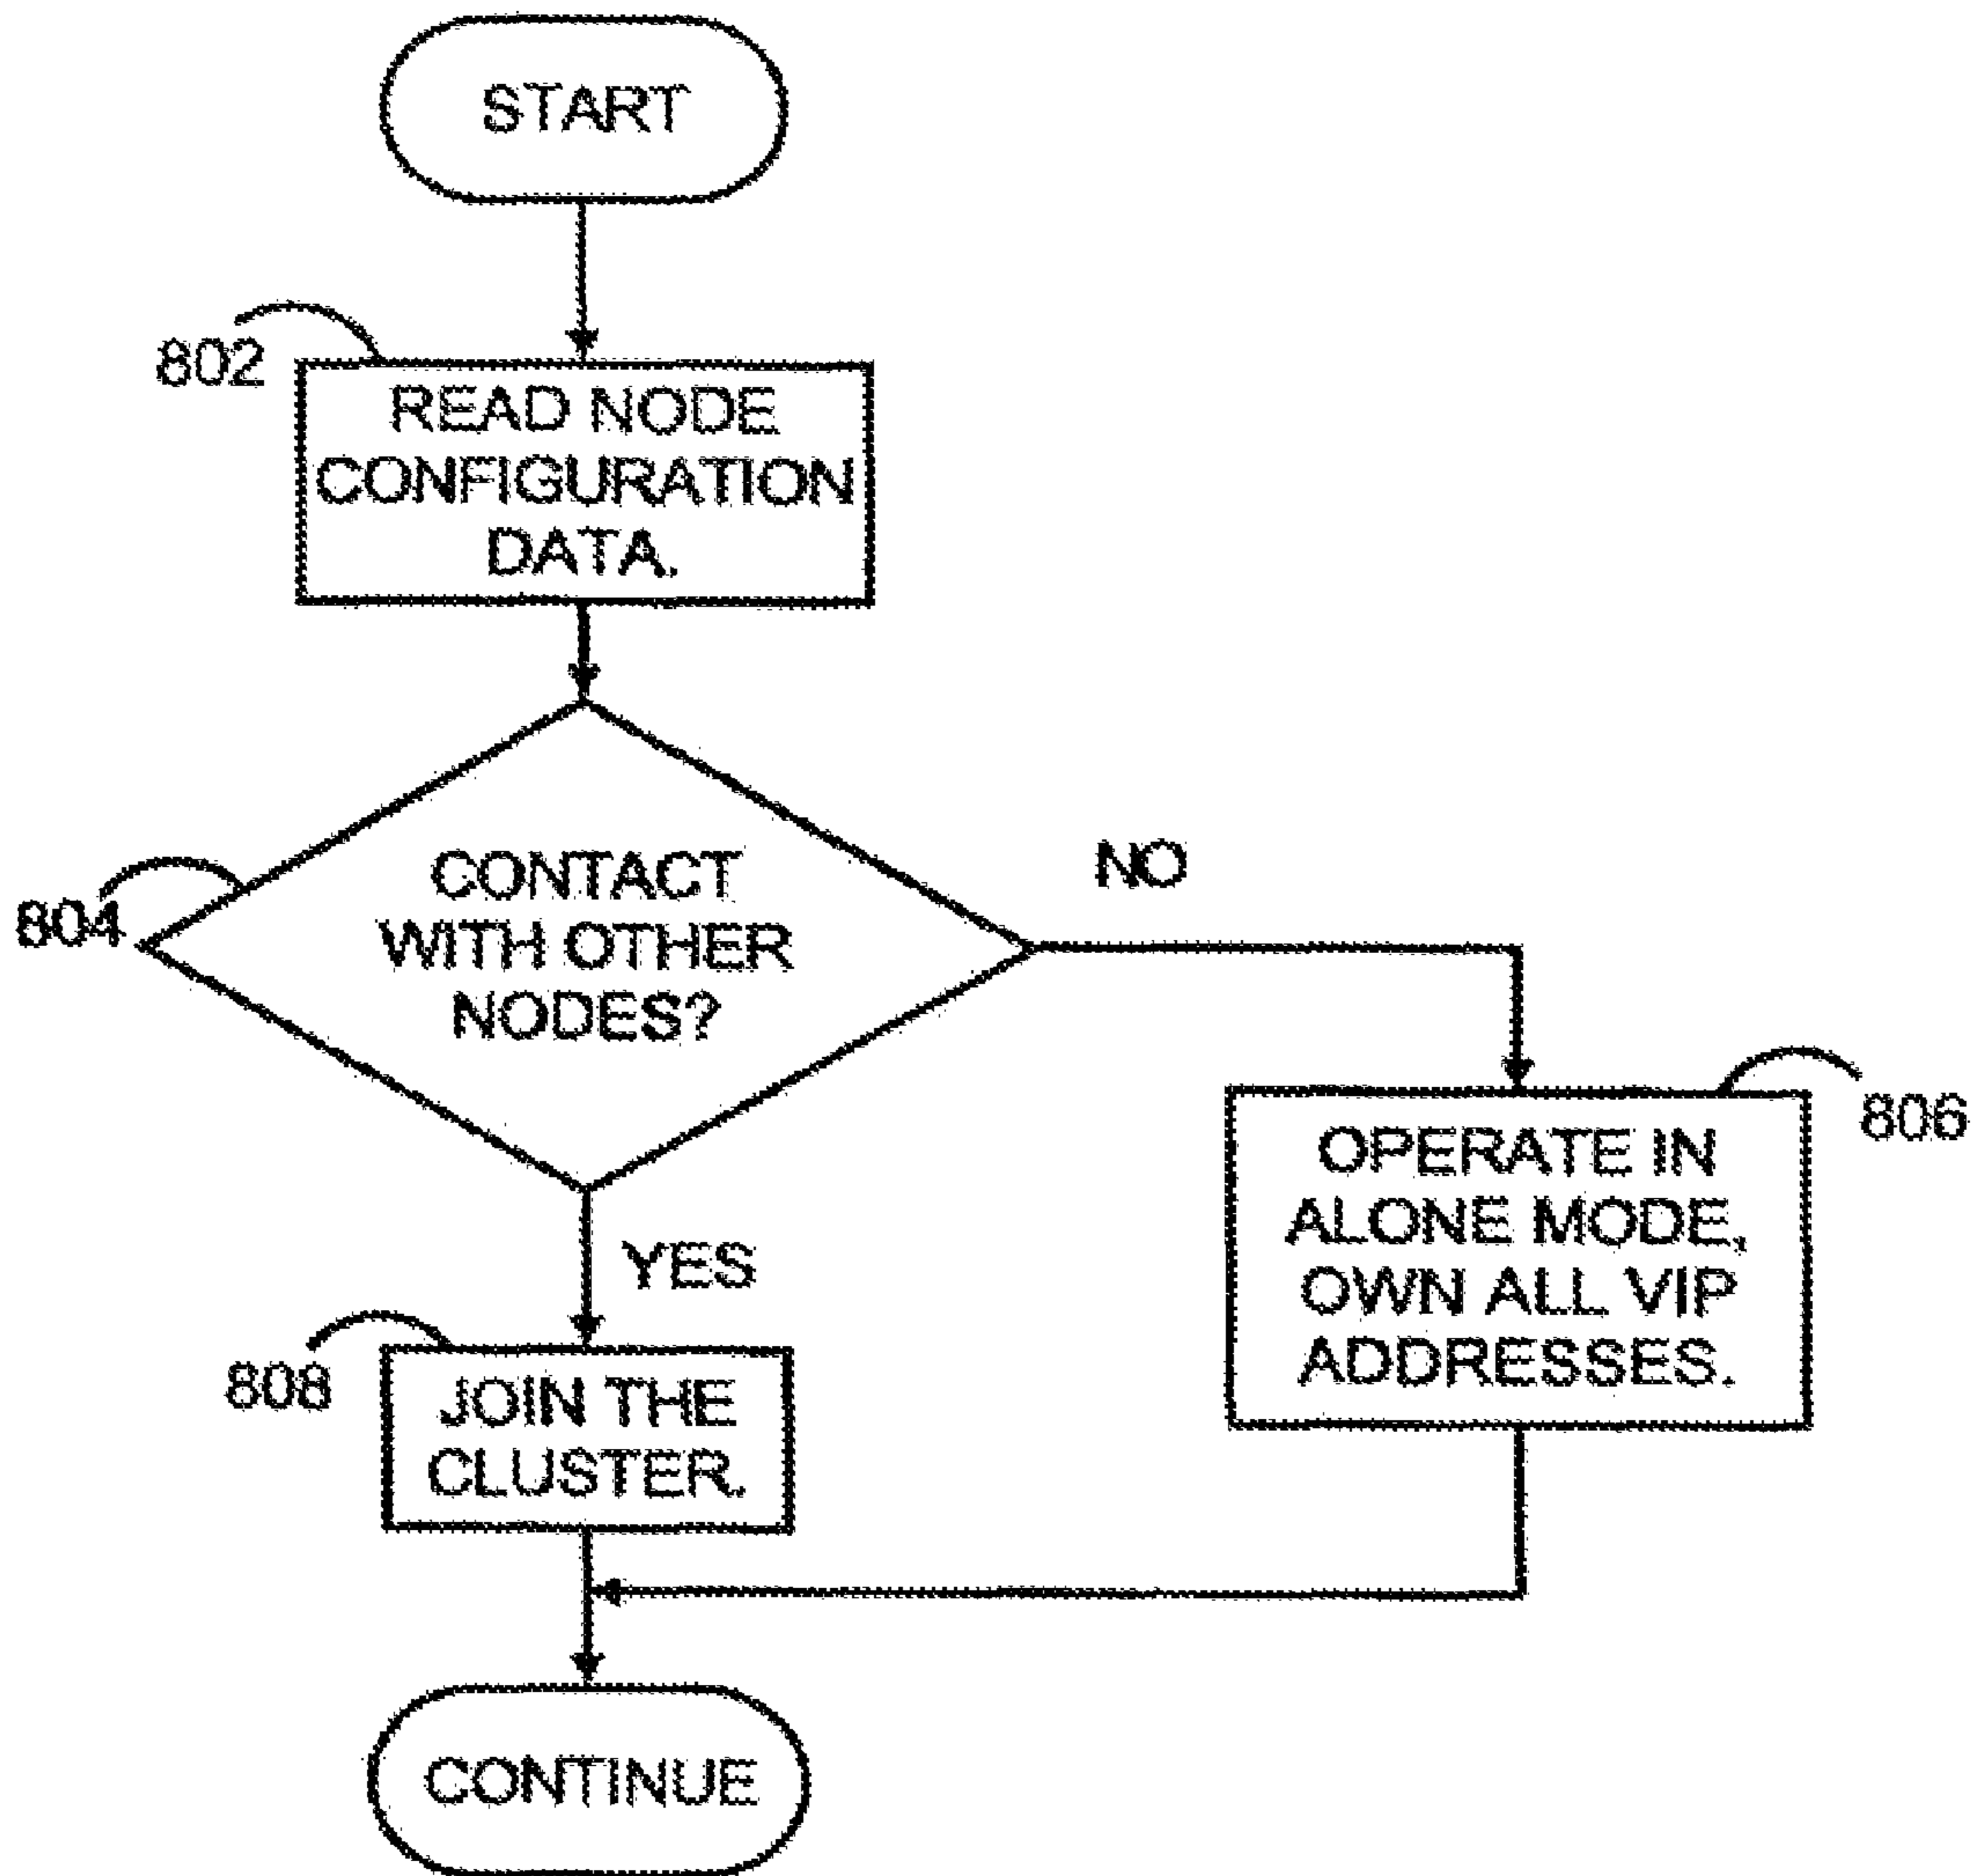 START
802
READ NODE
CONFIGURATION
DATA.
804
CONTACT
WITH OTHER
NODES?
NO
806
OPERATE IN
ALONE MODE,
OWN ALL VIP
ADDRESSES.
YES
808
JOIN THE
CLUSTER.
CONTINUE